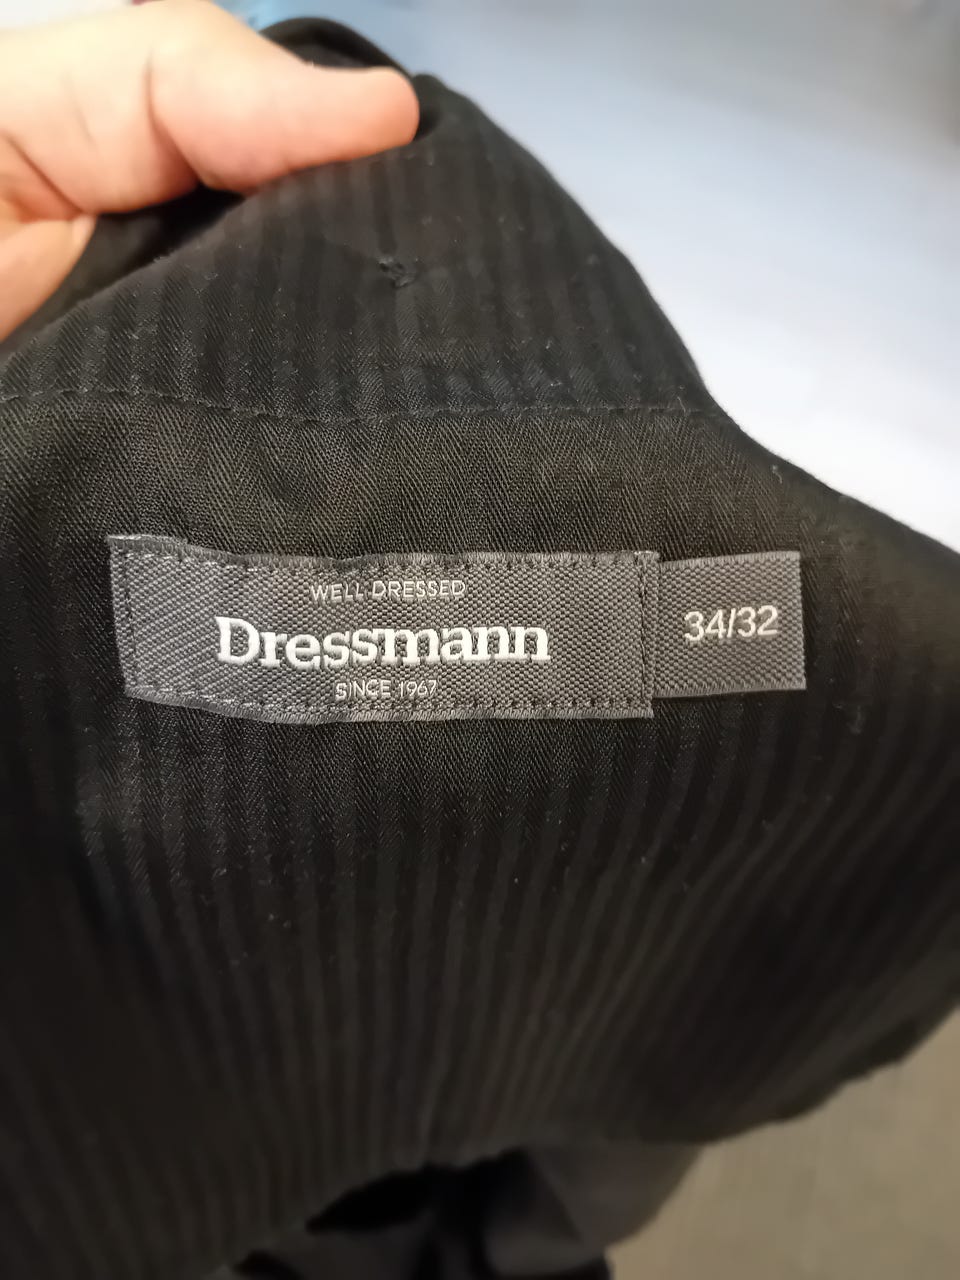 WELL DRESSED
Dressmann
SINCE 1967
34/32